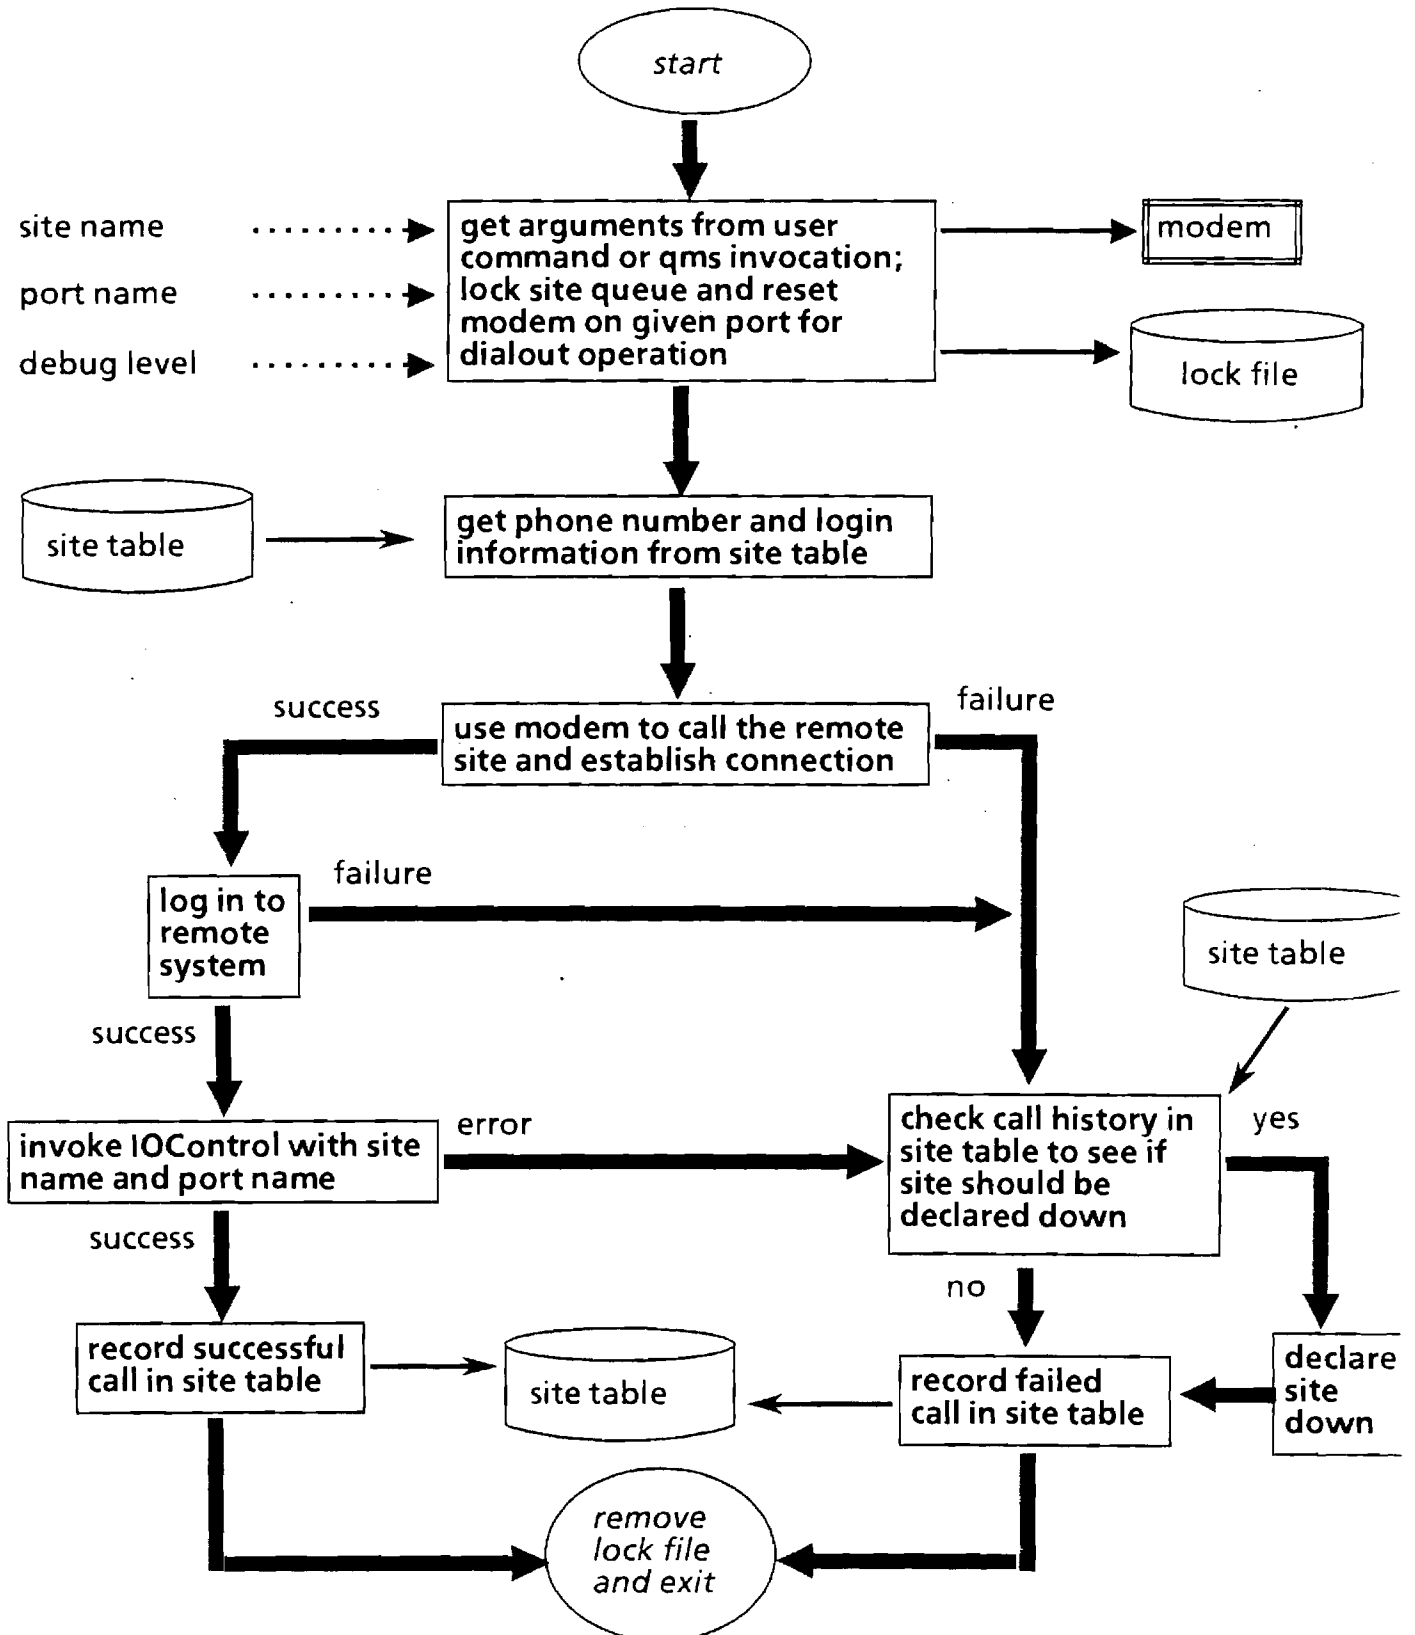 start
site name
port name
debug level
get arguments from user
command or qms invocation;
lock site queue and reset
modem on given port for
dialout operation
modem
lock file
site table
get phone number and login
information from site table
success
use modem to call the remote
site and establish connection
failure
log in to
remote
system
failure
site table
success
invoke IOControl with site
name and port name
error
check call history in
site table to see if
site should be
declared down
yes
success
no
record successful
call in site table
site table
record failed
call in site table
declare
site
down
remove
lock file
and exit